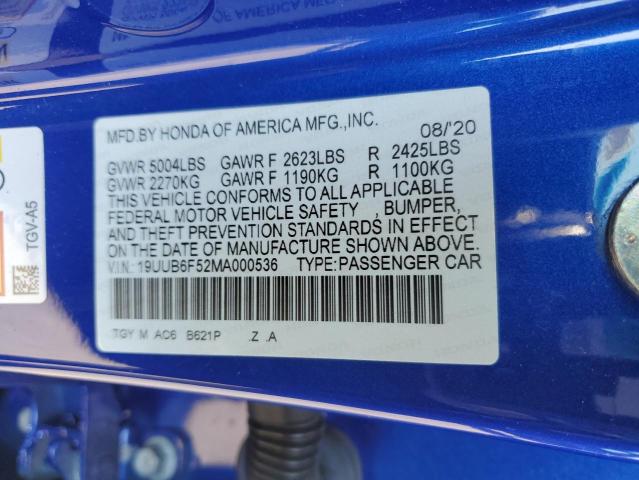 MFD.BY HONDA OF AMERICA MFG.,INC. 08/'20
GVWR 5004LBS GAWR F 2623LBS R 2425LBS
GVWR 2270KG GAWR F 1190KG R 1100KG
THIS VEHICLE CONFORMS TO ALL APPLICABLE
FEDERAL MOTOR VEHICLE SAFETY , BUMPER,
AND THEFT PREVENTION STANDARDS IN EFFECT
ON THE DATE OF MANUFACTURE SHOWN ABOVE.
V.I.N.: 19UUB6F52MA000536 TYPE:PASSENGER CAR
TGY M AC6 B621P .Z .A
TGV-A5